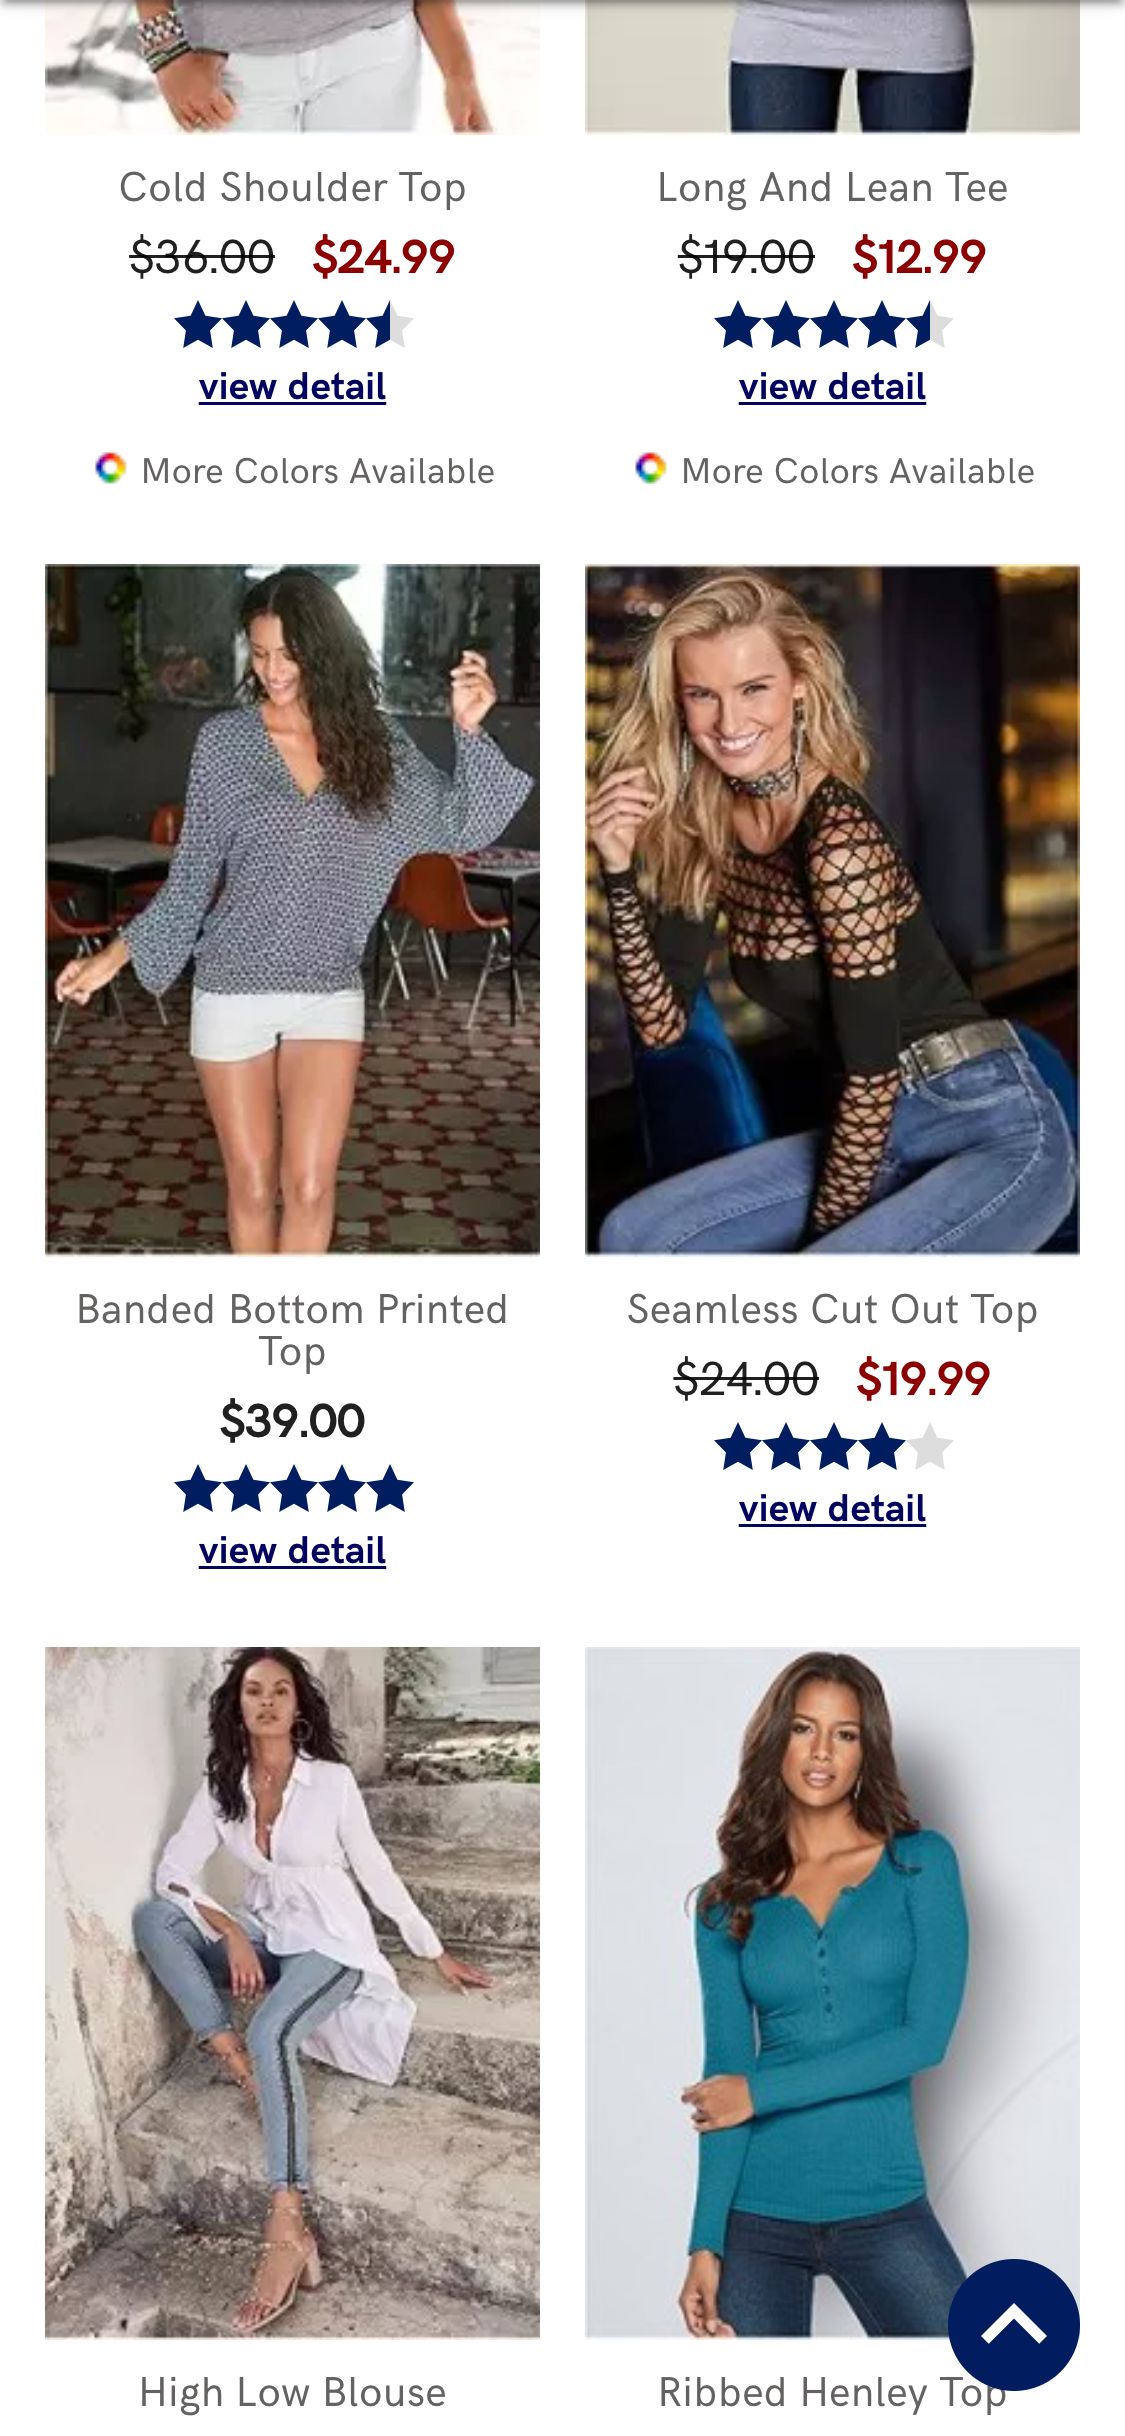 Cold Shoulder Top
$36.00 $24.99
view detail
More Colors Available
Long And Lean Tee
$19.00 $12.99
view detail
More Colors Available
Banded Bottom Printed
Top
$39.00
view detail
Seamless Cut Out Top
$24.00 $19.99
view detail
High Low Blouse
Ribbed Henley Top